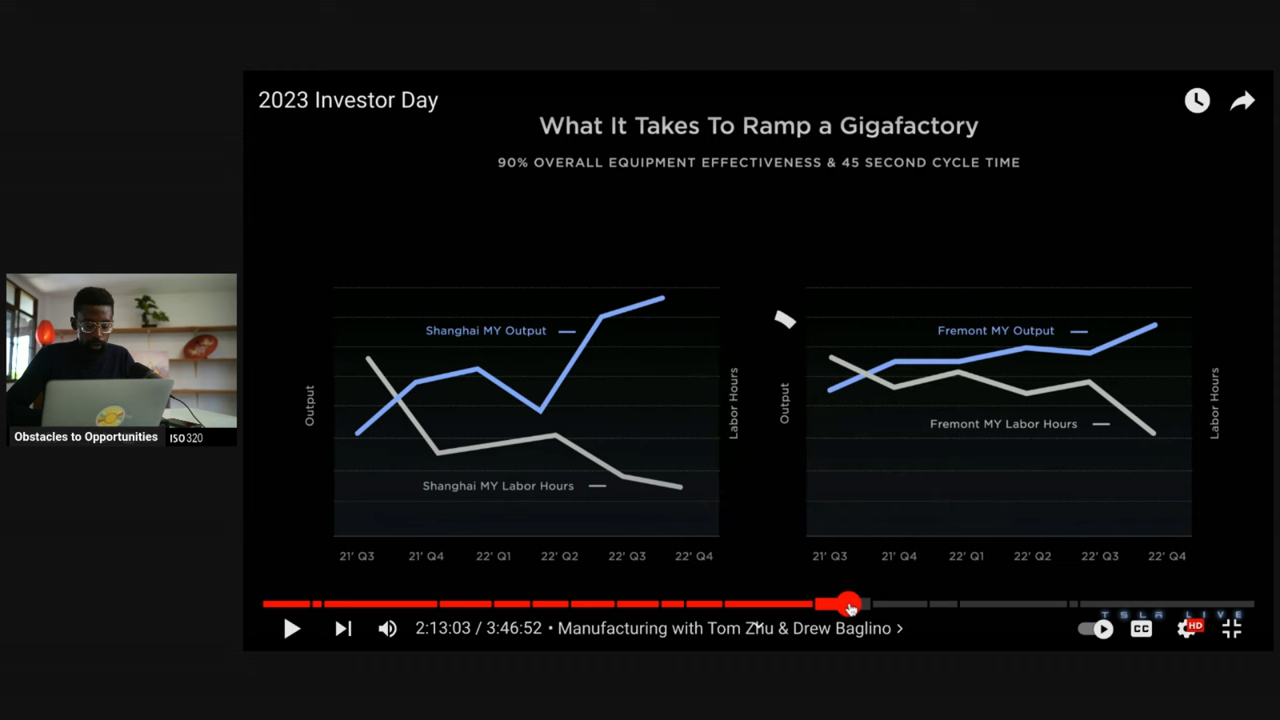 2023 Investor Day
What It Takes To Ramp a Gigafactory
90% OVERALL EQUIPMENT EFFECTIVENESS & 45 SECOND CYCLE TIME
Shanghai MY Output
Output
Labor Hours
Shanghai MY Labor Hours
21' Q3 21' Q4 22' Q1 22' Q2 22' Q3 22' Q4
Fremont MY Output
Output
Labor Hours
Fremont MY Labor Hours
21' Q3 21' Q4 22' Q1 22' Q2 22' Q3 22' Q4
Obstacles to Opportunities ISO320
TSLA LIVE
2:13:03 / 3:46:52 • Manufacturing with Tom Zhu & Drew Baglino ›
CC
HD